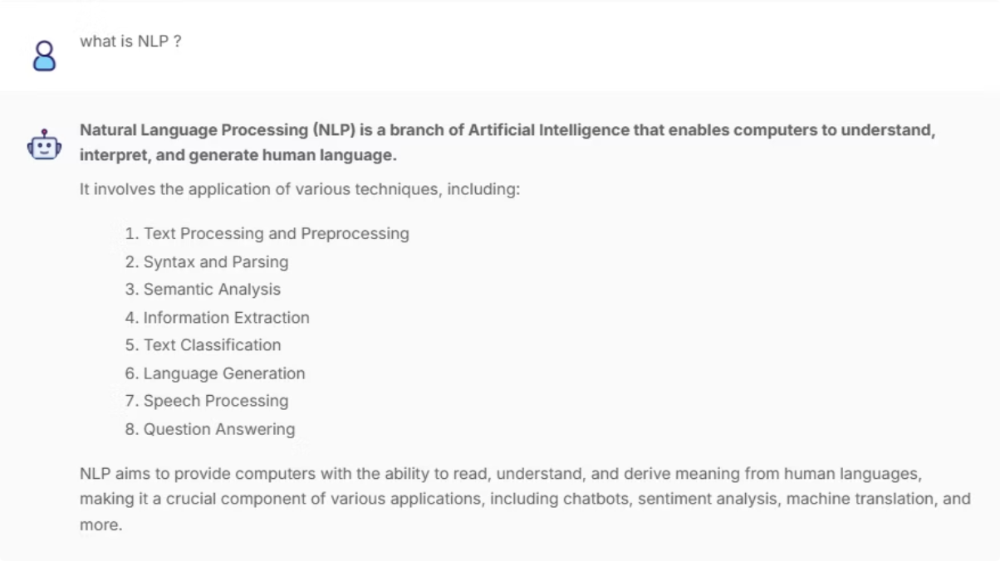 what is NLP ?
Natural Language Processing (NLP) is a branch of Artificial Intelligence that enables computers to understand,
interpret, and generate human language.
It involves the application of various techniques, including:
1. Text Processing and Preprocessing
2. Syntax and Parsing
3. Semantic Analysis
4. Information Extraction
5. Text Classification
6. Language Generation
7. Speech Processing
8. Question Answering
NLP aims to provide computers with the ability to read, understand, and derive meaning from human languages,
making it a crucial component of various applications, including chatbots, sentiment analysis, machine translation, and
more.